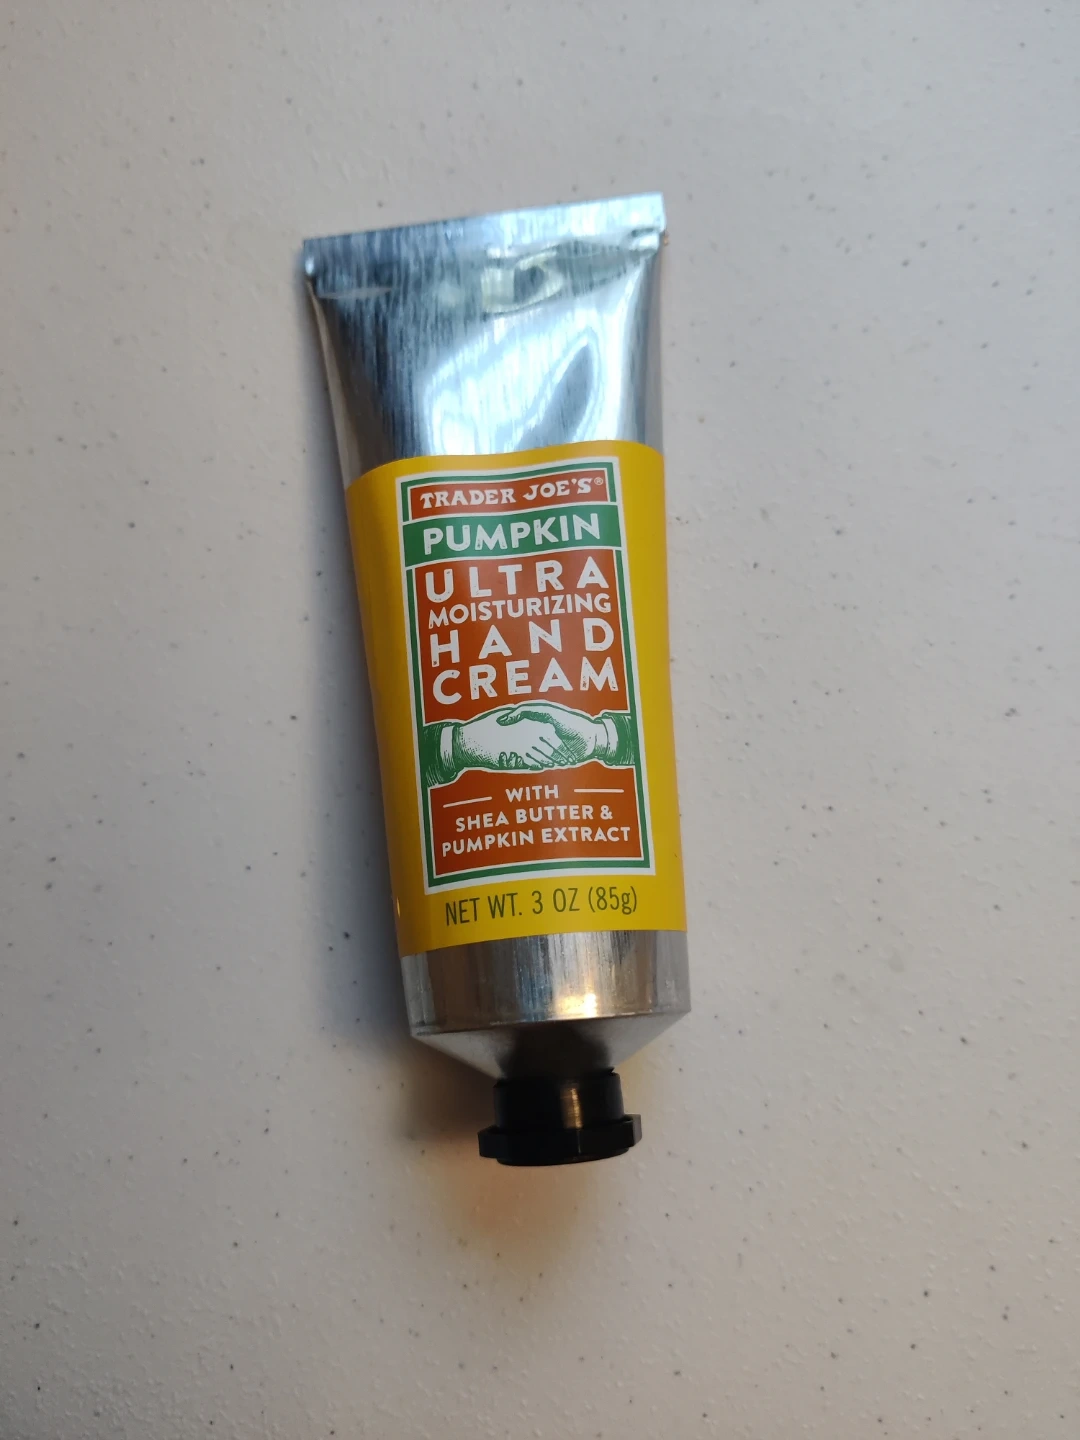 TRADER JOE'S®
PUMPKIN
ULTRA
MOISTURIZING
HAND
CREAM
WITH
SHEA BUTTER &
PUMPKIN EXTRACT
NET WT. 3 OZ (85g)